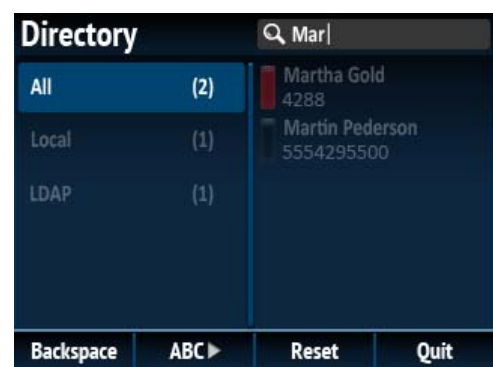 Directory
Mar
All (2)
Local (1)
LDAP (1)
Martha Gold
4288
Martin Pederson
5554295500
Backspace ABC▶ Reset Quit